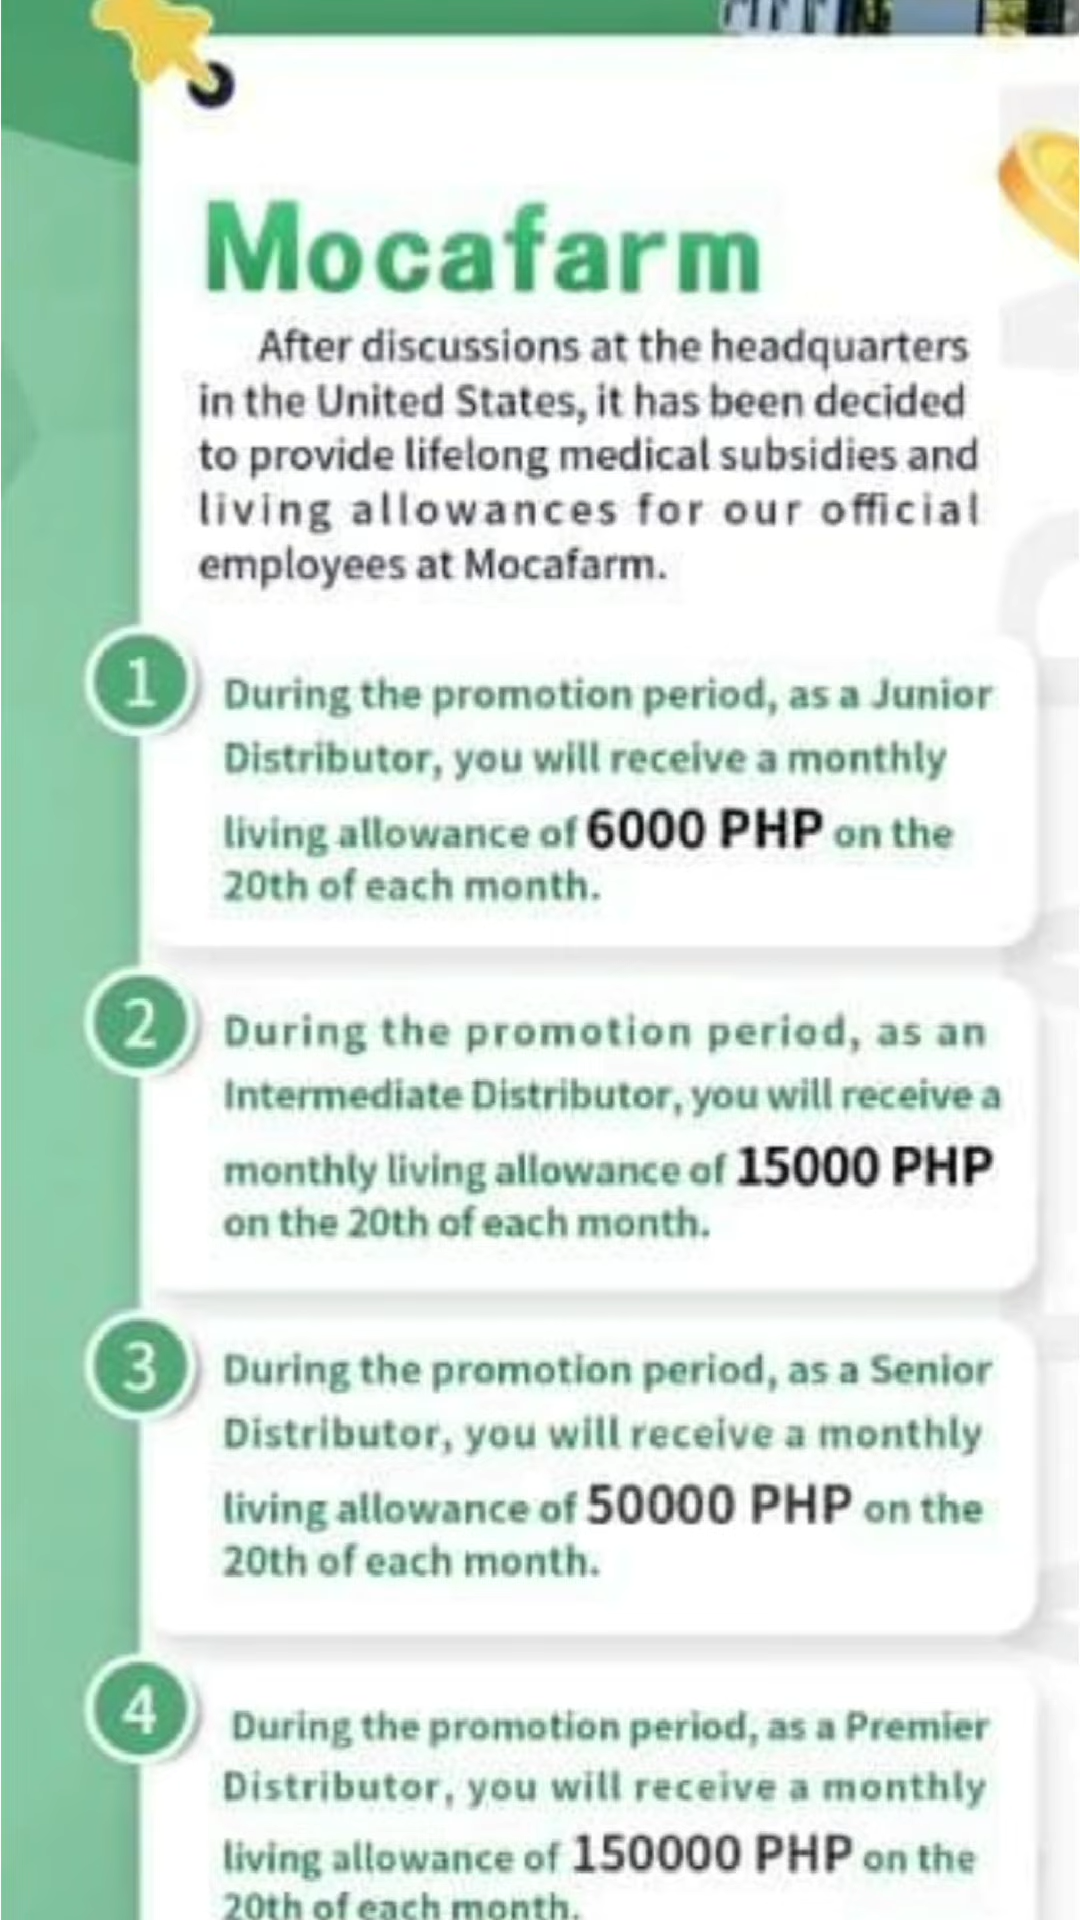 Mocafarm
After discussions at the headquarters
in the United States, it has been decided
to provide lifelong medical subsidies and
living allowances for our official
employees at Mocafarm.
1
During the promotion period, as a Junior
Distributor, you will receive a monthly
living allowance of 6000 PHP on the
20th of each month.
2
During the promotion period, as an
Intermediate Distributor, you will receive a
monthly living allowance of 15000 PHP
on the 20th of each month.
3
During the promotion period, as a Senior
Distributor, you will receive a monthly
living allowance of 50000 PHP on the
20th of each month.
4
During the promotion period, as a Premier
Distributor, you will receive a monthly
living allowance of 150000 PHP on the
20th of each month.